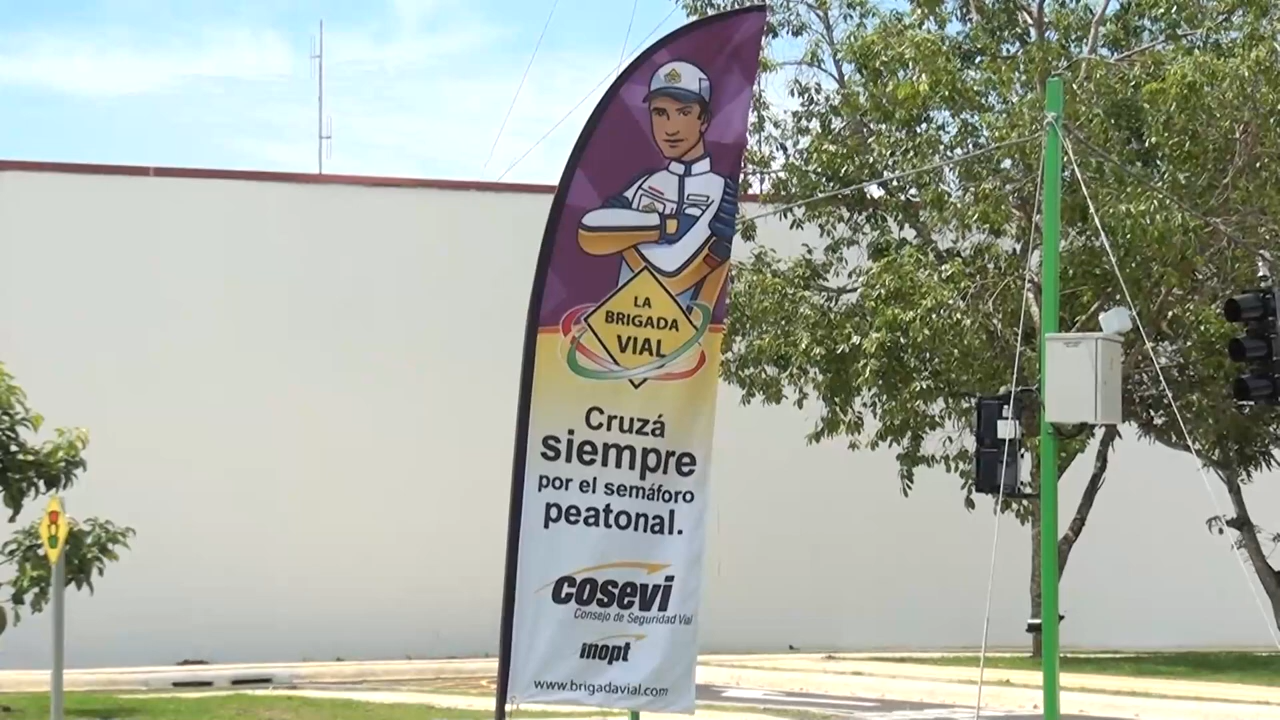 LA
BRIGADA
VIAL
Cruzá
siempre
por el semáforo
peatonal.
cosevi
Consejo de Seguridad Vial
mopt
www.brigadavial.com